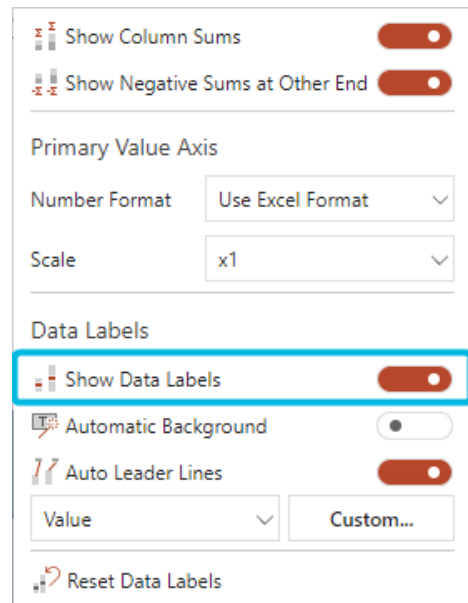 Show Column Sums
Show Negative Sums at Other End
Primary Value Axis
Number Format Use Excel Format
Scale x1
Data Labels
Show Data Labels
Automatic Background
Auto Leader Lines
Value Custom...
Reset Data Labels